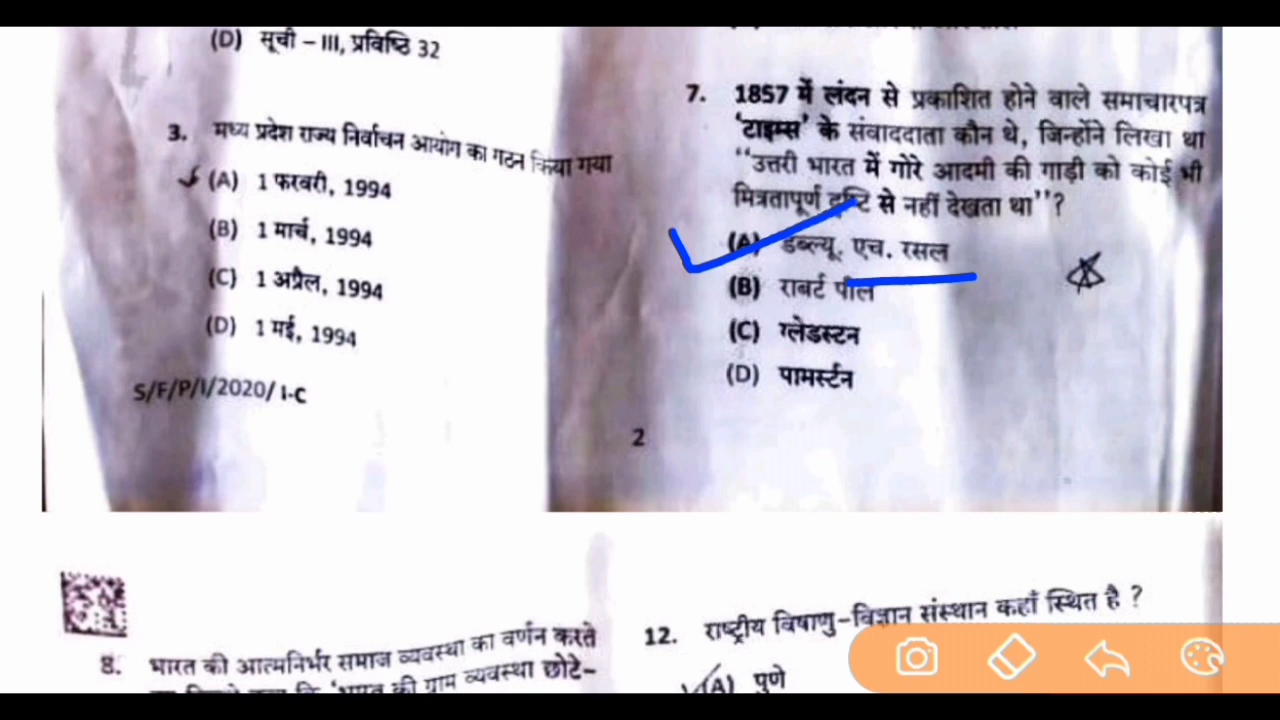 (D) सूची – III, प्रविष्ठि 32
3. मध्य प्रदेश राज्य निर्वाचन आयोग का गठन किया गया
(A) 1 फरवरी, 1994
(B) 1 मार्च, 1994
(C) 1 अप्रैल, 1994
(D) 1 मई, 1994
S/F/P/I/2020/ I-C
7. 1857 में लंदन से प्रकाशित होने वाले समाचारपत्र
'टाइम्स' के संवाददाता कौन थे, जिन्होंने लिखा था
"उत्तरी भारत में गोरे आदमी की गाड़ी को कोई भी
मित्रतापूर्ण दृष्टि से नहीं देखता था"?
(A) डब्ल्यू. एच. रसल
(B) राबर्ट पील
(C) ग्लेडस्टन
(D) पामर्स्टन
2
8. भारत की आत्मनिर्भर समाज व्यवस्था का वर्णन करते
'भारत की ग्राम व्यवस्था छोटे–
12. राष्ट्रीय विषाणु–विज्ञान संस्थान कहाँ स्थित है ?
(A) पुणे